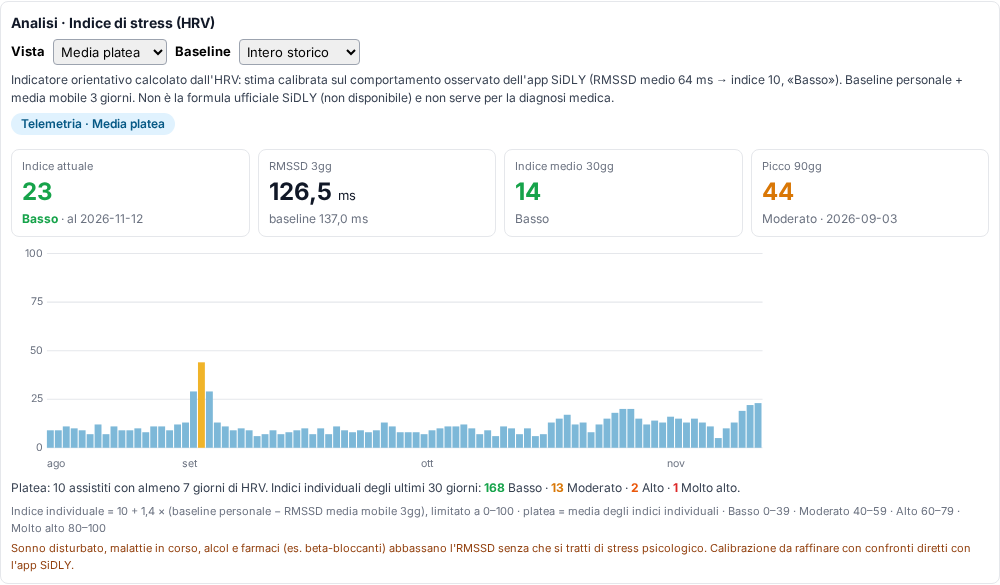 Analisi · Indice di stress (HRV)
Vista Media platea Baseline Intero storico
Indicatore orientativo calcolato dall'HRV: stima calibrata sul comportamento osservato dell'app SiDLY (RMSSD medio 64 ms → indice 10, «Basso»). Baseline personale +
media mobile 3 giorni. Non è la formula ufficiale SiDLY (non disponibile) e non serve per la diagnosi medica.
Telemetria · Media platea
Indice attuale
23
Basso · al 2026-11-12
RMSSD 3gg
126,5 ms
baseline 137,0 ms
Indice medio 30gg
14
Basso
Picco 90gg
44
Moderato · 2026-09-03
100
75
50
25
0
ago set ott nov
Platea: 10 assistiti con almeno 7 giorni di HRV. Indici individuali degli ultimi 30 giorni: 168 Basso · 13 Moderato · 2 Alto · 1 Molto alto.
Indice individuale = 10 + 1,4 × (baseline personale − RMSSD media mobile 3gg), limitato a 0–100 · platea = media degli indici individuali · Basso 0–39 · Moderato 40–59 · Alto 60–79 ·
Molto alto 80–100
Sonno disturbato, malattie in corso, alcol e farmaci (es. beta-bloccanti) abbassano l'RMSSD senza che si tratti di stress psicologico. Calibrazione da raffinare con confronti diretti con
l'app SiDLY.